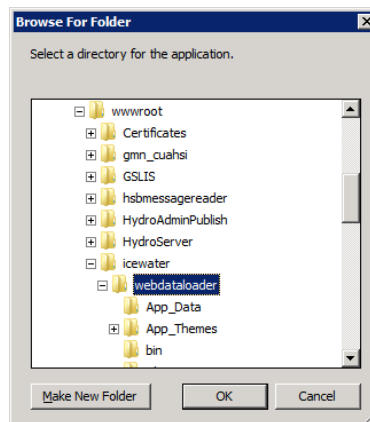 Browse For Folder
Select a directory for the application.
wwwroot
Certificates
gmn_cuahsi
GSLIS
hsbmessagereader
HydroAdminPublish
HydroServer
icewater
webdataloader
App_Data
App_Themes
bin
Make New Folder
OK
Cancel